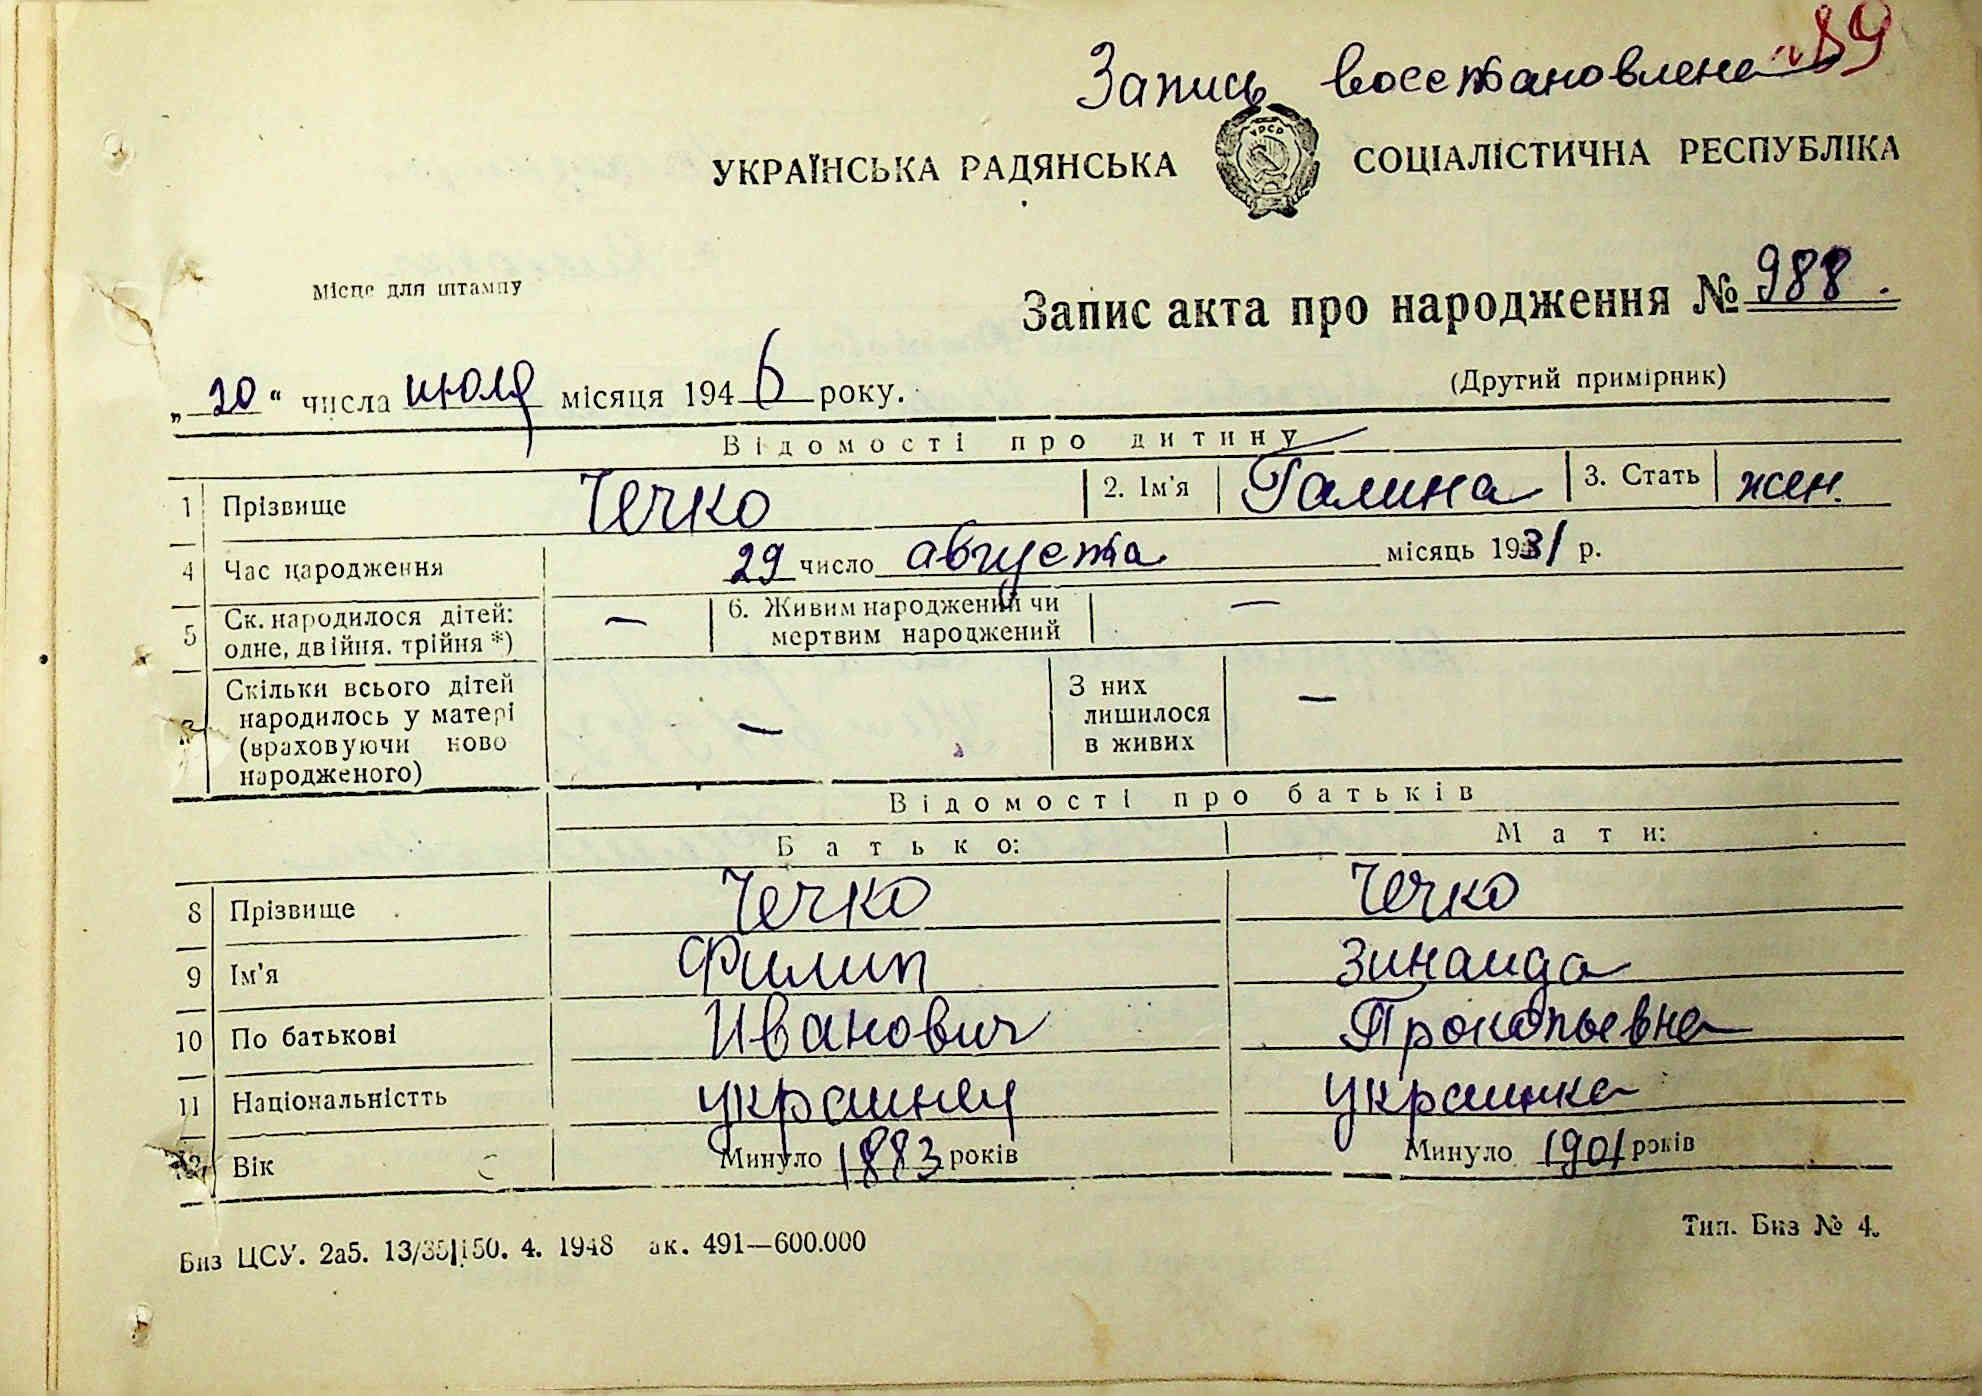 89
Запись восстановлена
УКРАЇНСЬКА РАДЯНСЬКА СОЦІАЛІСТИЧНА РЕСПУБЛІКА
УРСР
Місце для штампу
Запис акта про народження № 988.
„20“ числа июля місяця 1946 року.
(Другий примірник)
Відомості про дитину
1 Прізвище Чечко 2. Ім'я Галина 3. Стать жен.
4 Час народження 29 число августа місяць 1931 р.
5 Ск. народилося дітей: одне, двійня. трійня *) — 6. Живим народжений чи мертвим народжений —
Скільки всього дітей народилось у матері (враховуючи ново народженого) — З них лишилося в живих —
Відомості про батьків
Батько: Мати:
8 Прізвище Чечко Чечко
9 Ім'я Филип Зинаида
10 По батькові Иванович Прокопьевна
11 Національністть украинец украинка
12 Вік Минуло 1883 років Минуло 1901 років
Биз ЦСУ. 2а5. 13/35 150. 4. 1948 ак. 491—600.000
Тип. Биз № 4.